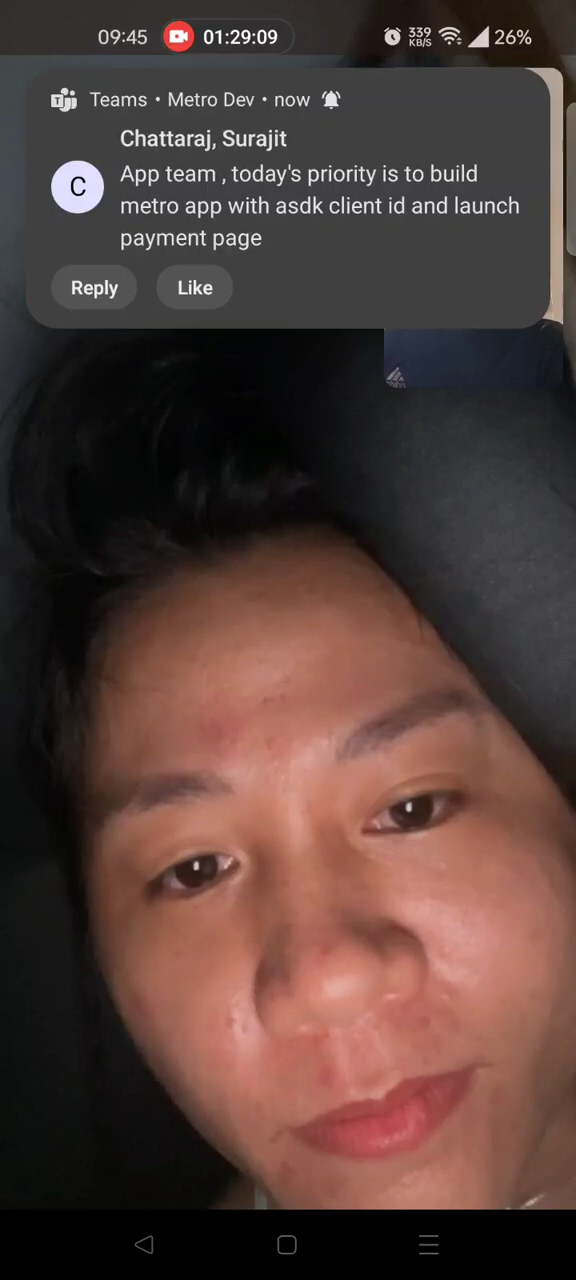 09:45 01:29:09 339 KB/S 26%
Teams • Metro Dev • now
Chattaraj, Surajit
C
App team , today's priority is to build
metro app with asdk client id and launch
payment page
Reply Like